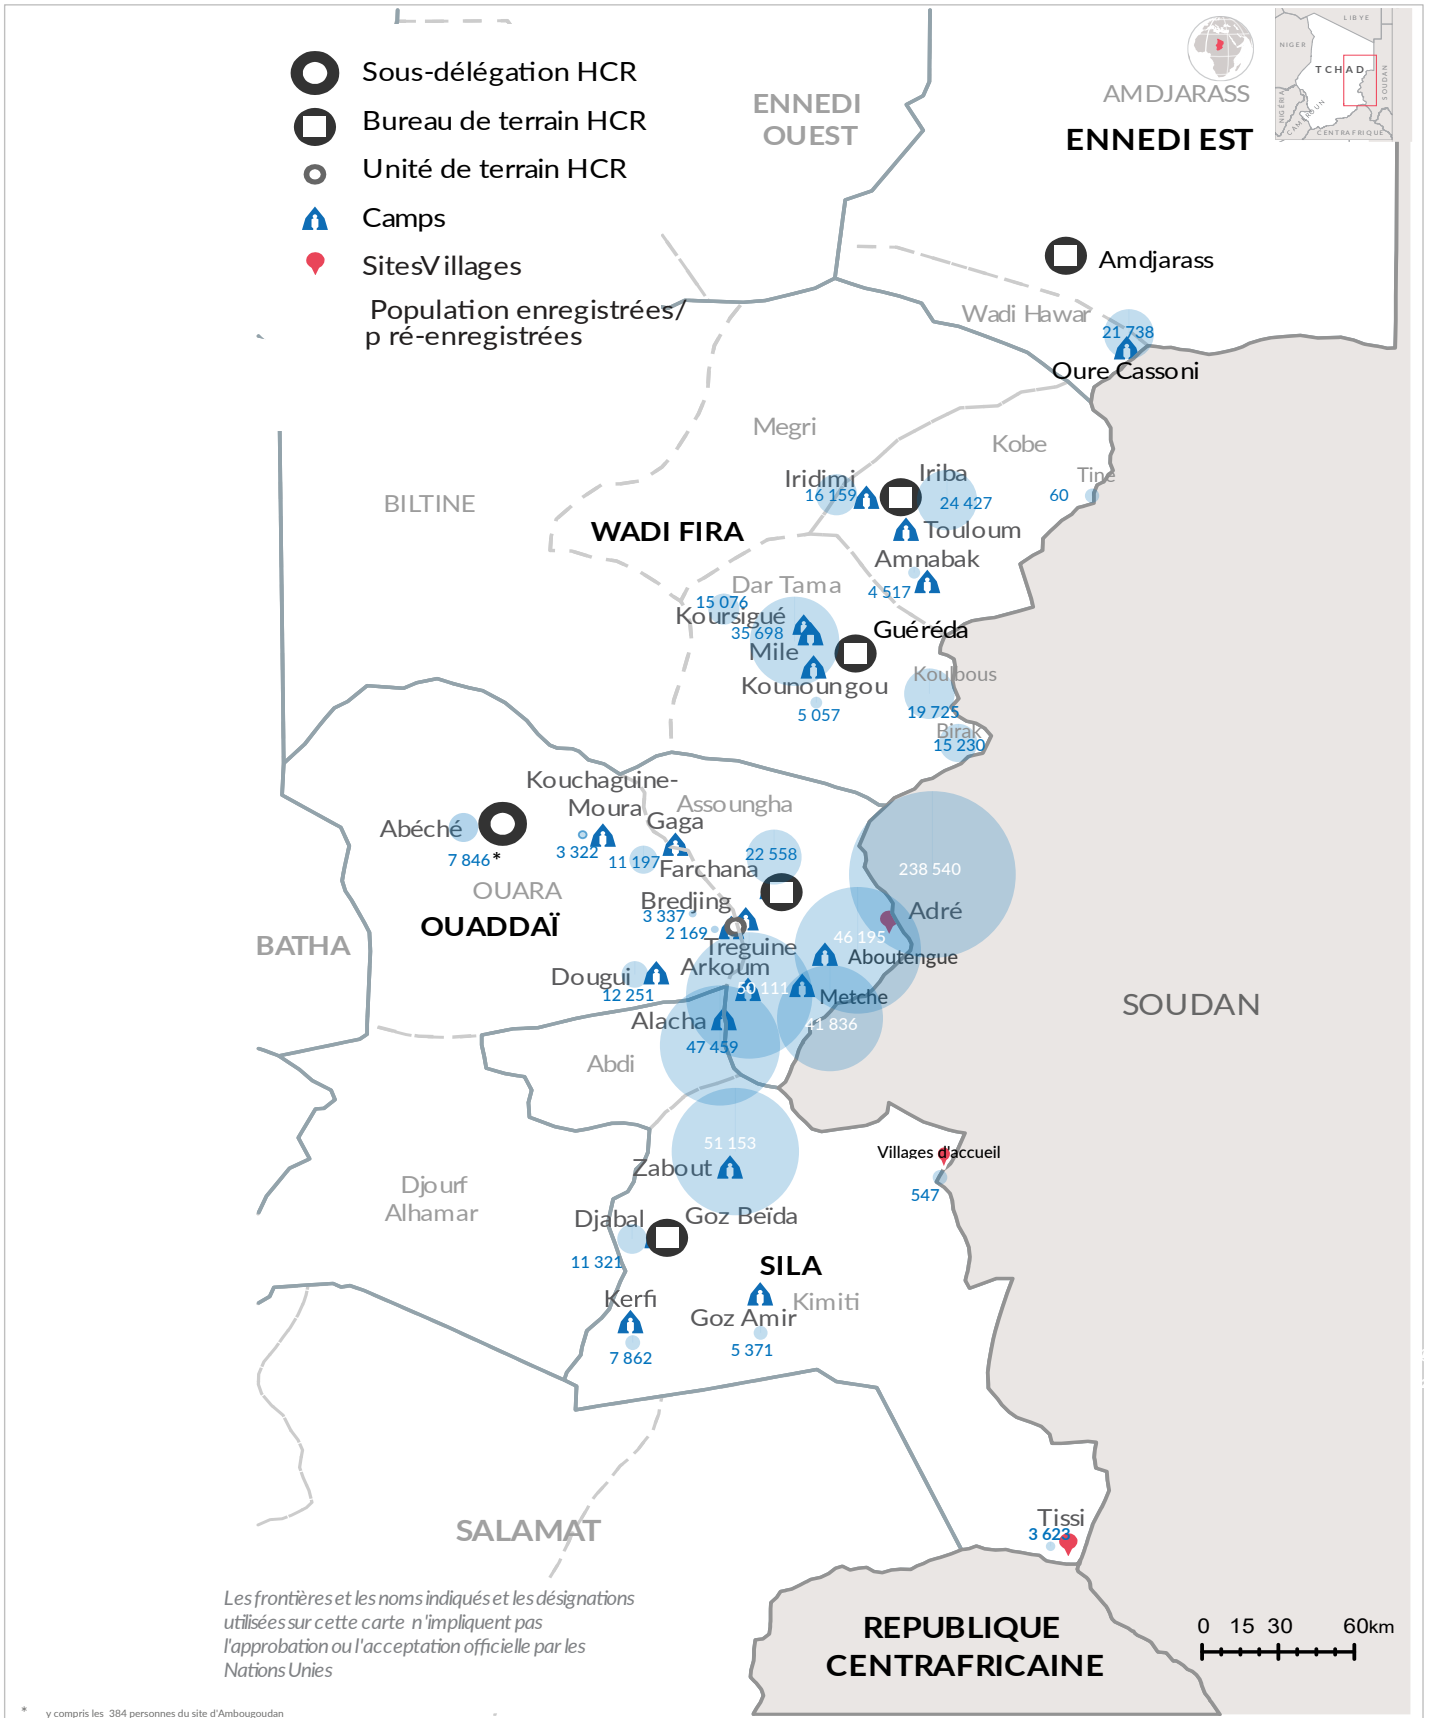 Sous-délégation HCR
Bureau de terrain HCR
Unité de terrain HCR
Camps
SitesVillages
Population enregistrées/
p ré-enregistrées
ENNEDI
OUEST
AMDJARASS
ENNEDI EST
LIBYE
NIGER
TCHAD
SOUDAN
NIGÉRIA
CAMEROUN
CENTRAFRIQUE
Amdjarass
Wadi Hawar
21 738
Oure Cassoni
Megri
Kobe
Iridimi
16 159
Iriba
24 427
Tine
60
BILTINE
WADI FIRA
Touloum
Amnabak
4 517
Dar Tama
15 076
Koursigué
35 698
Mile
Guéréda
Kounoungou
5 057
Koulbous
19 725
Birak
15 230
Kouchaguine-
Moura
3 322
Assoungha
Gaga
11 197
Abéché
7 846*
Farchana
22 558
238 540
OUARA
OUADDAÏ
Bredjing
3 337
2 169
Treguine
Adré
46 195
Aboutengue
BATHA
Arkoum
50 111
Dougui
12 251
Metche
41 836
SOUDAN
Alacha
47 459
Abdi
51 153
Zabout
Villages d'accueil
547
Djourf
Alhamar
Djabal
11 321
Goz Beïda
SILA
Kerfi
7 862
Kimiti
Goz Amir
5 371
SALAMAT
Tissi
3 623
Les frontières et les noms indiqués et les désignations
utilisées sur cette carte n'impliquent pas
l'approbation ou l'acceptation officielle par les
Nations Unies
REPUBLIQUE
CENTRAFRICAINE
0 15 30 60km
* y compris les 384 personnes du site d'Ambougoudan